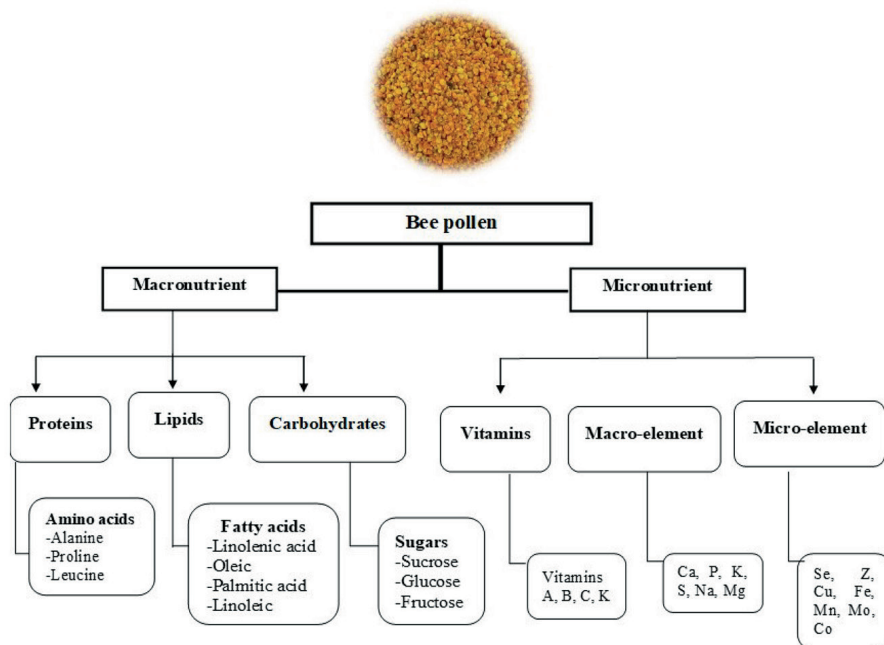 Bee pollen
Macronutrient
Micronutrient
Proteins
Lipids
Carbohydrates
Vitamins
Macro-element
Micro-element
Amino acids
-Alanine
-Proline
-Leucine
Fatty acids
-Linolenic acid
-Oleic
-Palmitic acid
-Linoleic
Sugars
-Sucrose
-Glucose
-Fructose
Vitamins
A, B, C, K
Ca, P, K,
S, Na, Mg
Se, Z,
Cu, Fe,
Mn, Mo,
Co